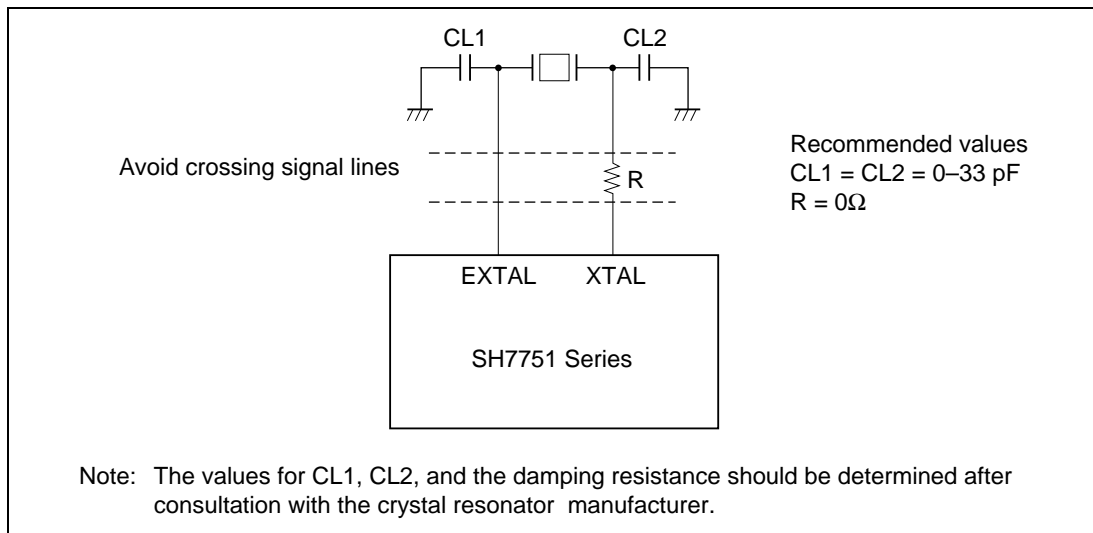 CL1
CL2
Avoid crossing signal lines
R
Recommended values
CL1 = CL2 = 0–33 pF
R = 0Ω
EXTAL
XTAL
SH7751 Series
Note: The values for CL1, CL2, and the damping resistance should be determined after
consultation with the crystal resonator manufacturer.